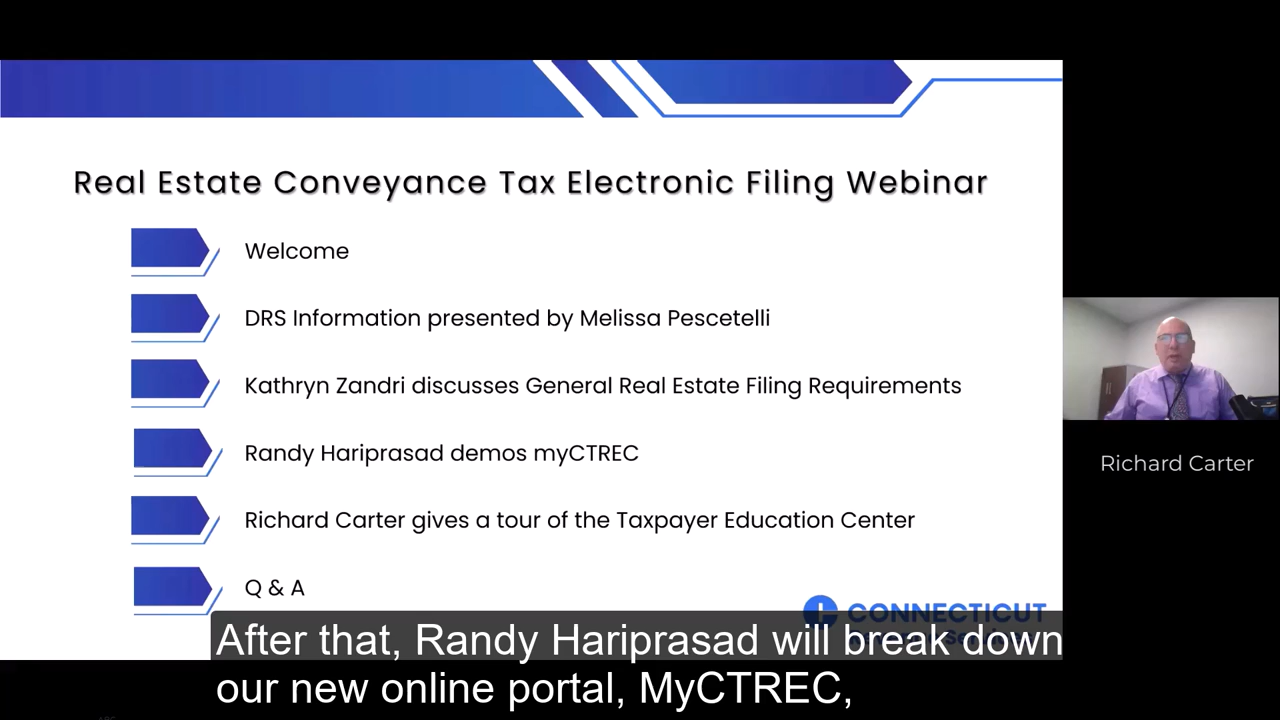 Real Estate Conveyance Tax Electronic Filing Webinar
Welcome
DRS Information presented by Melissa Pescetelli
Kathryn Zandri discusses General Real Estate Filing Requirements
Randy Hariprasad demos myCTREC
Richard Carter gives a tour of the Taxpayer Education Center
Q & A
CONNECTICUT
Richard Carter
After that, Randy Hariprasad will break down
our new online portal, MyCTREC,